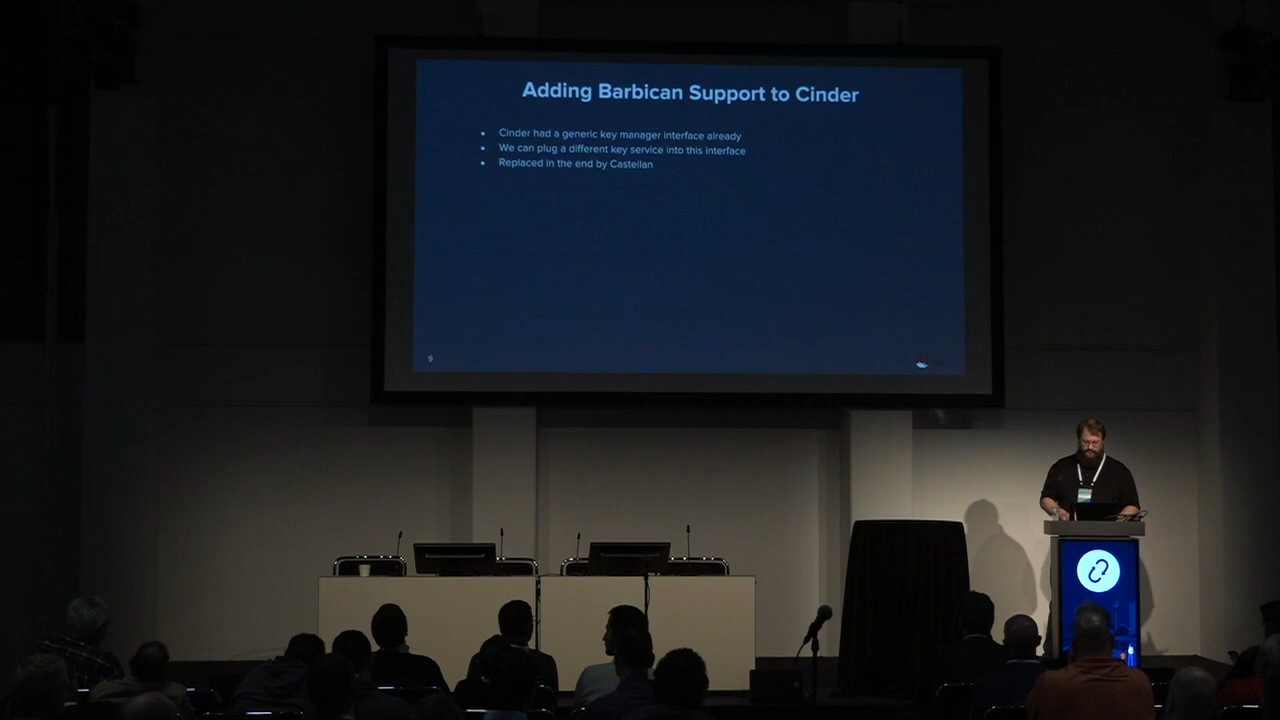 Adding Barbican Support to Cinder
• Cinder had a generic key manager interface already
• We can plug a different key service into this interface
• Replaced in the end by Castellan
9